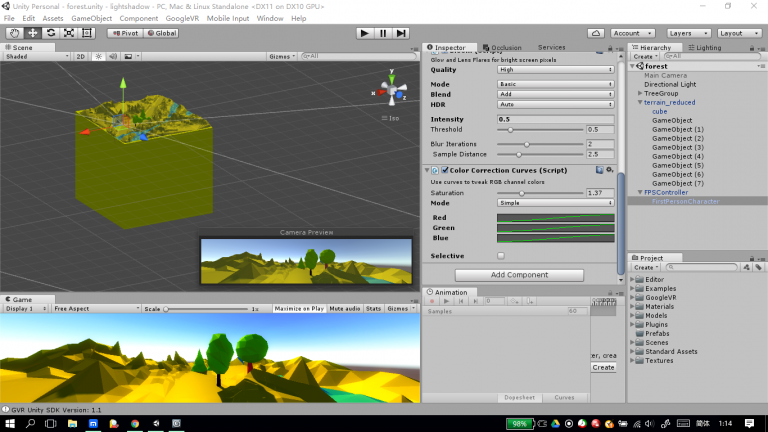 Unity Personal - forest.unity - lightshadow - PC, Mac & Linux Standalone <DX11 on DX10 GPU>
File Edit Assets GameObject Component GoogleVR Mobile Input Window Help
Pivot Global Account Layers Layout
Scene
Shaded 2D Gizmos All
y x z
Iso
Camera Preview
Game
Display 1 Free Aspect Scale 1x Maximize on Play Mute audio Stats Gizmos
Inspector Occlusion Services
Glow and Lens Flares for bright screen pixels
Quality High
Mode Basic
Blend Add
HDR Auto
Intensity 0.5
Threshold 0.5
Blur Iterations 2
Sample Distance 2.5
Color Correction Curves (Script)
Use curves to tweak RGB channel colors
Saturation 1.37
Mode Simple
Red
Green
Blue
Selective
Add Component
Animation
0
Samples 60
ter, crea
Create
Dopesheet Curves
Hierarchy Lighting
Create All
forest
Main Camera
Directional Light
TreeGroup
terrain_reduced
cube
GameObject
GameObject (1)
GameObject (2)
GameObject (3)
GameObject (4)
GameObject (5)
GameObject (6)
GameObject (7)
FPSController
FirstPersonCharacter
Project
Create
Editor
Examples
GoogleVR
Materials
Models
Plugins
Prefabs
Scenes
Standard Assets
Textures
GVR Unity SDK Version: 1.1
98% 简体 1:14